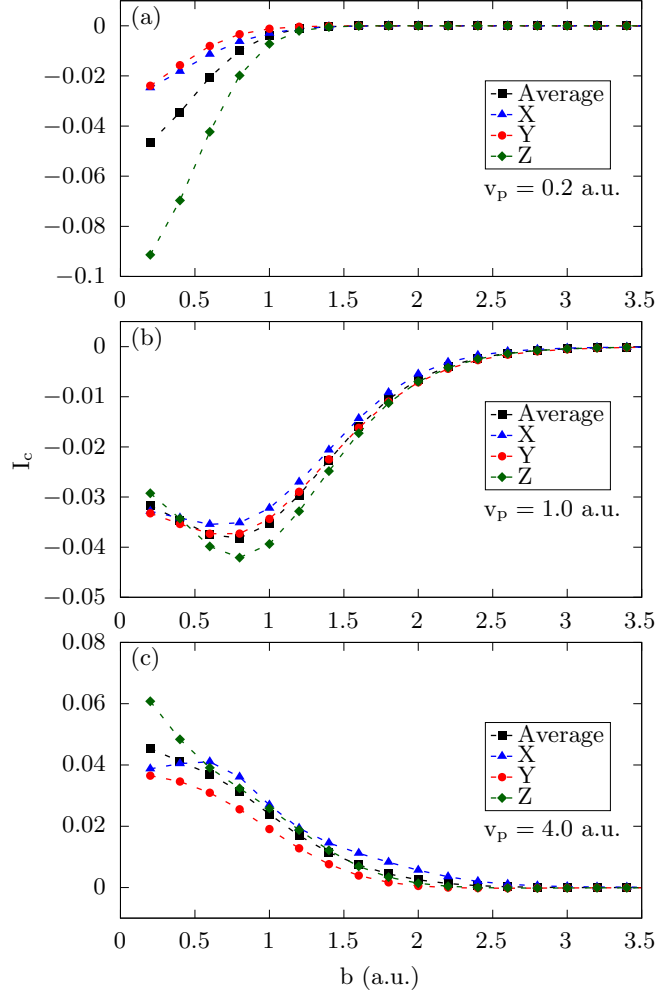 (a)
0
−0.02
−0.04
−0.06
−0.08
−0.1
Average
X
Y
Z
v_p = 0.2 a.u.
0 0.5 1 1.5 2 2.5 3 3.5
(b)
0
−0.01
−0.02
−0.03
−0.04
−0.05
I_c
Average
X
Y
Z
v_p = 1.0 a.u.
0 0.5 1 1.5 2 2.5 3 3.5
(c)
0.08
0.06
0.04
0.02
0
Average
X
Y
Z
v_p = 4.0 a.u.
0 0.5 1 1.5 2 2.5 3 3.5
b (a.u.)